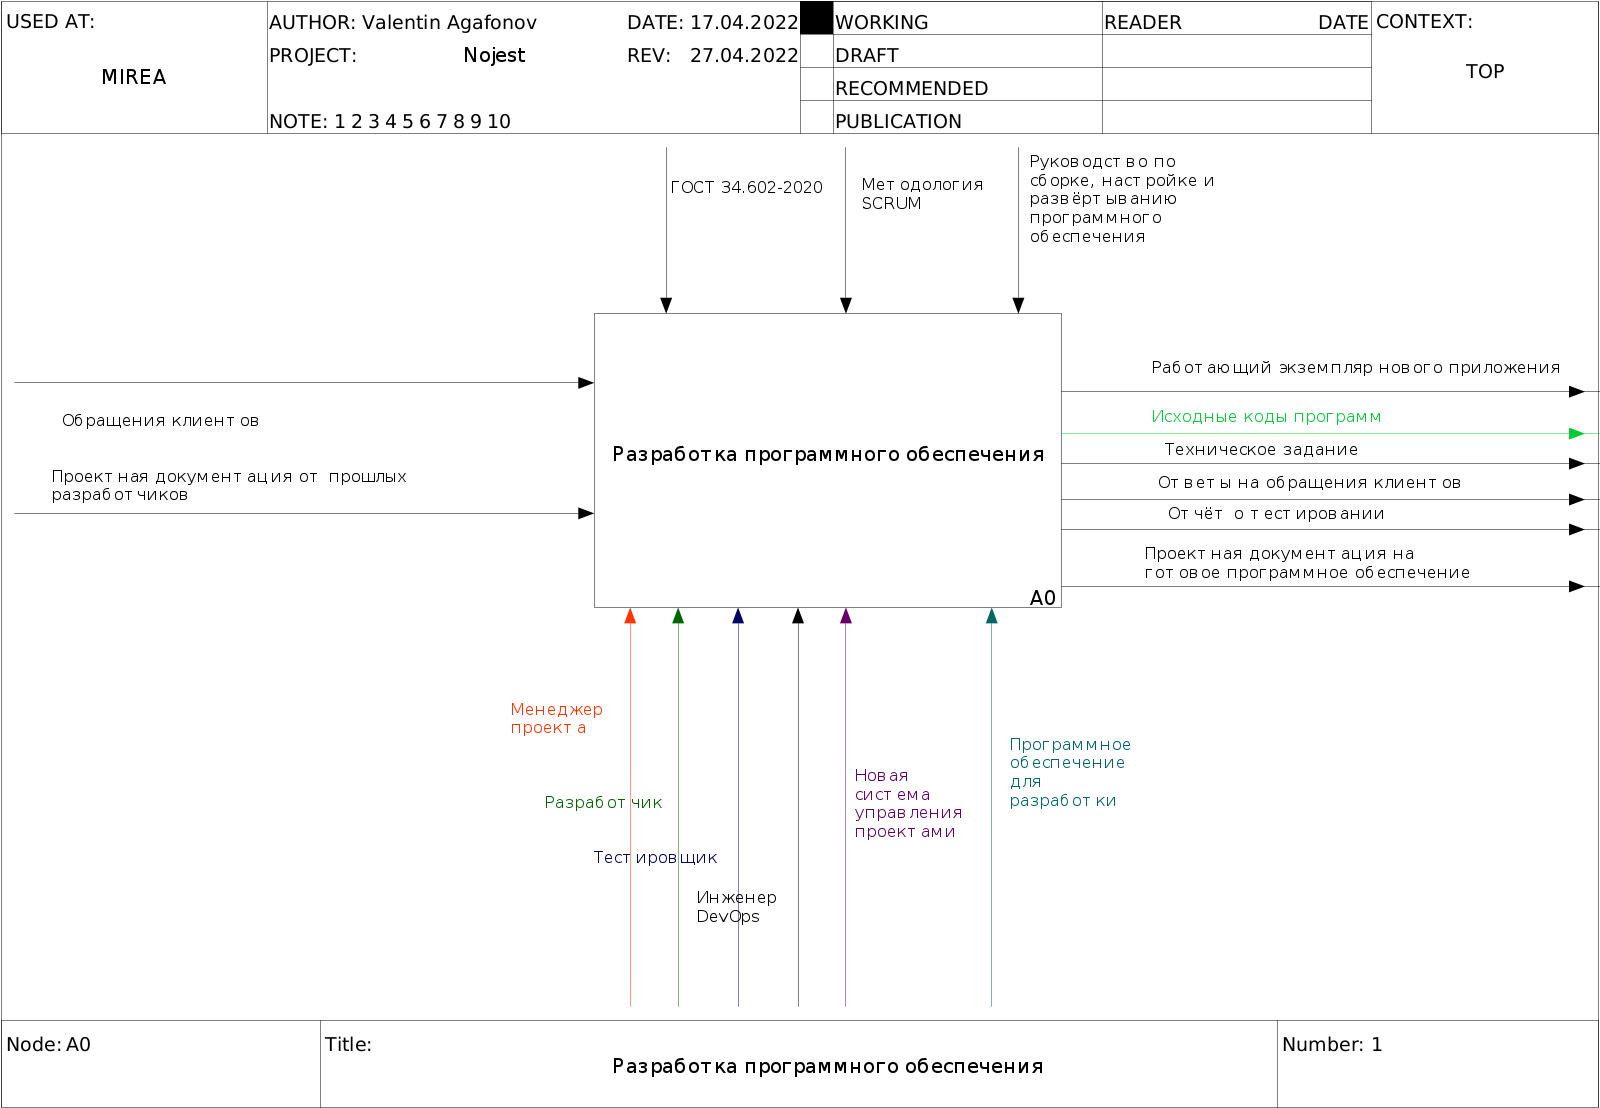 USED AT:
MIREA
AUTHOR: Valentin Agafonov
DATE: 17.04.2022
PROJECT:
Nojest
REV: 27.04.2022
NOTE: 1 2 3 4 5 6 7 8 9 10
WORKING
DRAFT
RECOMMENDED
PUBLICATION
READER
DATE
CONTEXT:
TOP
ГОСТ 34.602-2020
Методология
SCRUM
Руководство по
сборке, настройке и
развёртыванию
программного
обеспечения
Обращения клиентов
Проектная документация от прошлых
разработчиков
Разработка программного обеспечения
A0
Работающий экземпляр нового приложения
Исходные коды программ
Техническое задание
Ответы на обращения клиентов
Отчёт о тестировании
Проектная документация на
готовое программное обеспечение
Менеджер
проекта
Разработчик
Тестировщик
Инженер
DevOps
Новая
система
управления
проектами
Программное
обеспечение
для
разработки
Node: A0
Title:
Разработка программного обеспечения
Number: 1